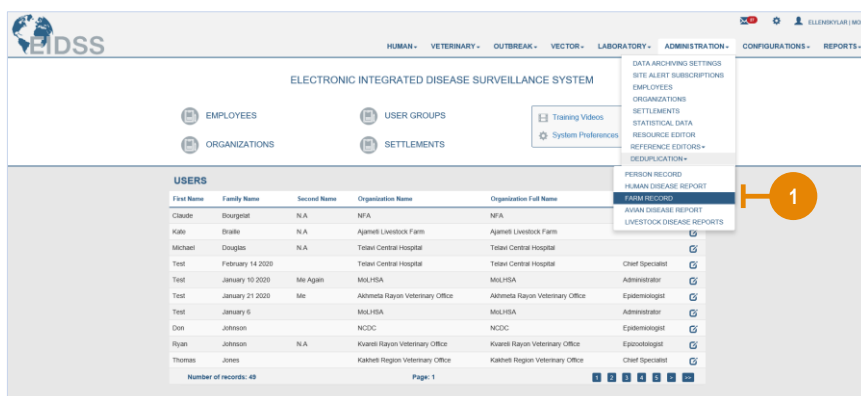 37
ELLENSKYLAR | MO
EIDSS
HUMAN VETERINARY OUTBREAK VECTOR LABORATORY ADMINISTRATION CONFIGURATIONS REPORTS
DATA ARCHIVING SETTINGS
SITE ALERT SUBSCRIPTIONS
EMPLOYEES
ORGANIZATIONS
SETTLEMENTS
STATISTICAL DATA
RESOURCE EDITOR
REFERENCE EDITORS
DEDUPLICATION
PERSON RECORD
HUMAN DISEASE REPORT
FARM RECORD
AVIAN DISEASE REPORT
LIVESTOCK DISEASE REPORTS
1
ELECTRONIC INTEGRATED DISEASE SURVEILLANCE SYSTEM
EMPLOYEES USER GROUPS Training Videos
ORGANIZATIONS SETTLEMENTS System Preferences
USERS
First Name Family Name Second Name Organization Name Organization Full Name
Claude Bourgelat N.A NFA NFA
Kate Braille N.A Ajameti Livestock Farm Ajameti Livestock Farm
Michael Douglas N.A Telavi Central Hospital Telavi Central Hospital
Test February 14 2020 Telavi Central Hospital Telavi Central Hospital Chief Specialist
Test January 10 2020 Me Again MoLHSA MoLHSA Administrator
Test January 21 2020 Me Akhmeta Rayon Veterinary Office Akhmeta Rayon Veterinary Office Epidemiologist
Test January 6 MoLHSA MoLHSA Administrator
Don Johnson NCDC NCDC Epidemiologist
Ryan Johnson N.A Kvareli Rayon Veterinary Office Kvareli Rayon Veterinary Office Epizootologist
Thomas Jones Kakheti Region Veterinary Office Kakheti Region Veterinary Office Chief Specialist
Number of records: 49 Page: 1 1 2 3 4 5 > >>